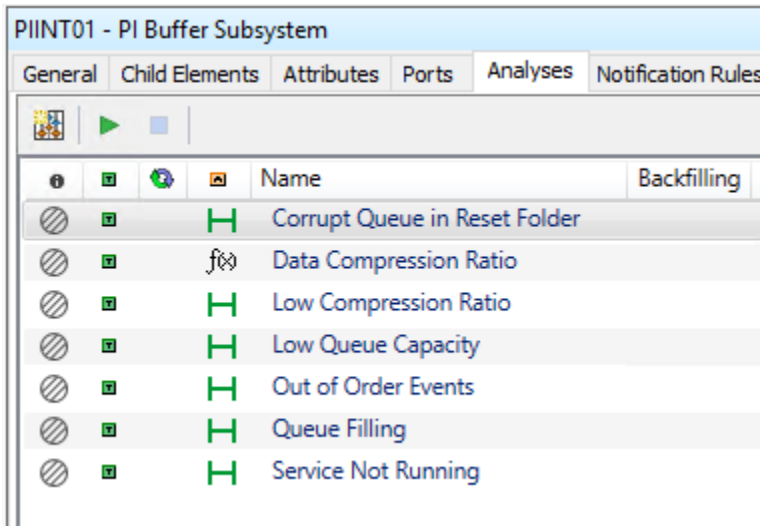 PIINT01 - PI Buffer Subsystem
General Child Elements Attributes Ports Analyses Notification Rules
Name Backfilling
Corrupt Queue in Reset Folder
f(x) Data Compression Ratio
Low Compression Ratio
Low Queue Capacity
Out of Order Events
Queue Filling
Service Not Running